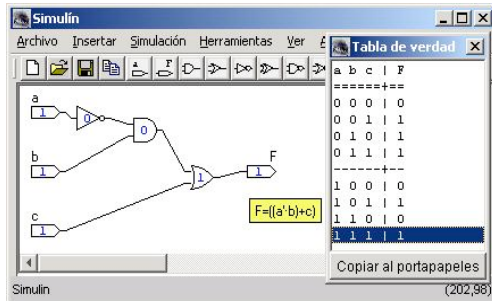 Simulín
Archivo Insertar Simulación Herramientas Ver
Tabla de verdad
a b c | F
======+==
0 0 0 | 0
0 0 1 | 1
0 1 0 | 1
0 1 1 | 1
------+--
1 0 0 | 0
1 0 1 | 1
1 1 0 | 0
1 1 1 | 1
Copiar al portapapeles
a
1
0
0
b
1
F
1
1
F=((a'·b)+c)
c
1
Simulin
(202,98)